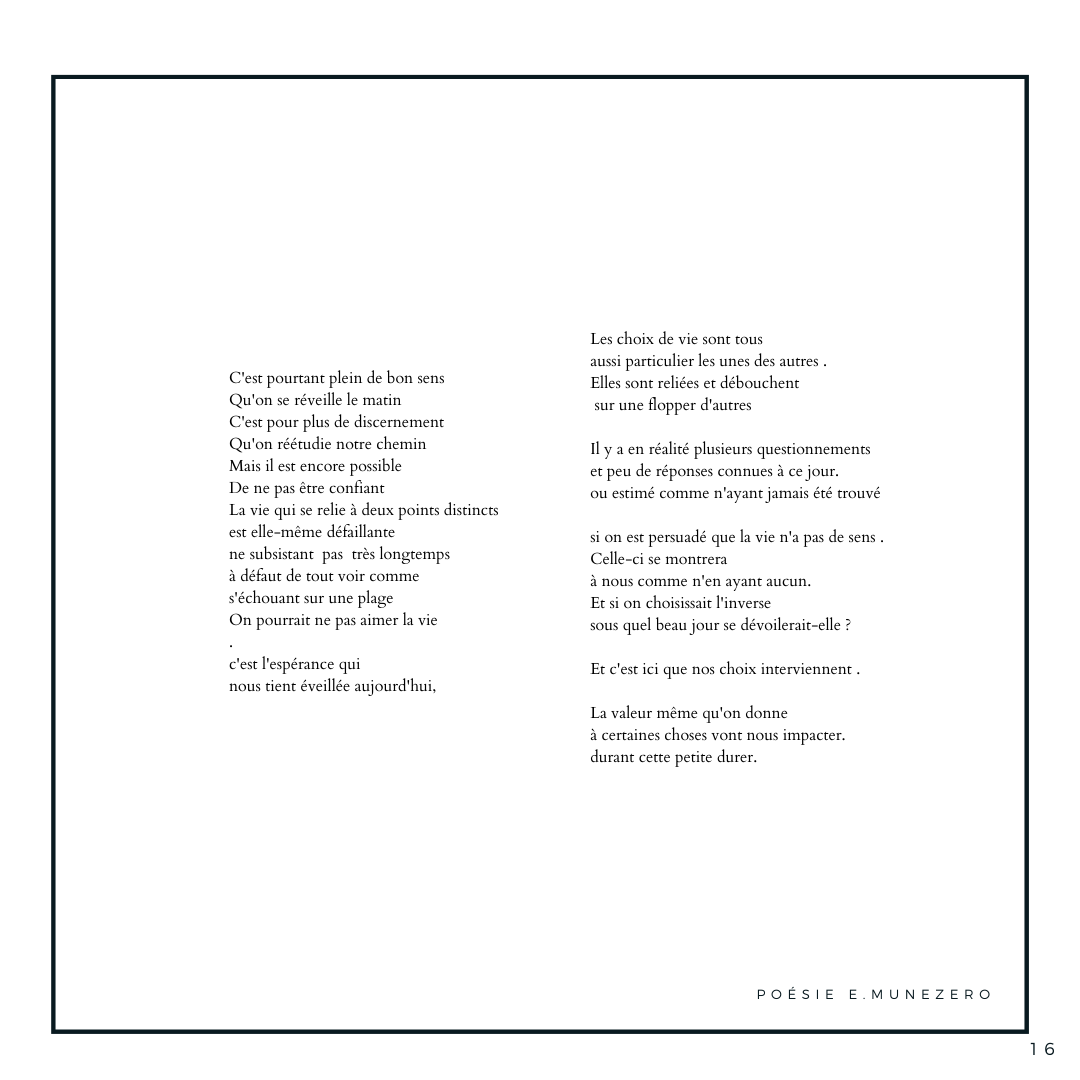 C'est pourtant plein de bon sens
Qu'on se réveille le matin
C'est pour plus de discernement
Qu'on réétudie notre chemin
Mais il est encore possible
De ne pas être confiant
La vie qui se relie à deux points distincts
est elle-même défaillante
ne subsistant  pas  très longtemps
à défaut de tout voir comme
s'échouant sur une plage
On pourrait ne pas aimer la vie
.
c'est l'espérance qui
nous tient éveillée aujourd'hui,
Les choix de vie sont tous
aussi particulier les unes des autres .
Elles sont reliées et débouchent
sur une flopper d'autres
Il y a en réalité plusieurs questionnements
et peu de réponses connues à ce jour.
ou estimé comme n'ayant jamais été trouvé
si on est persuadé que la vie n'a pas de sens .
Celle-ci se montrera
à nous comme n'en ayant aucun.
Et si on choisissait l'inverse
sous quel beau jour se dévoilerait-elle ?
Et c'est ici que nos choix interviennent .
La valeur même qu'on donne
à certaines choses vont nous impacter.
durant cette petite durer.
POÉSIE E.MUNEZERO
16